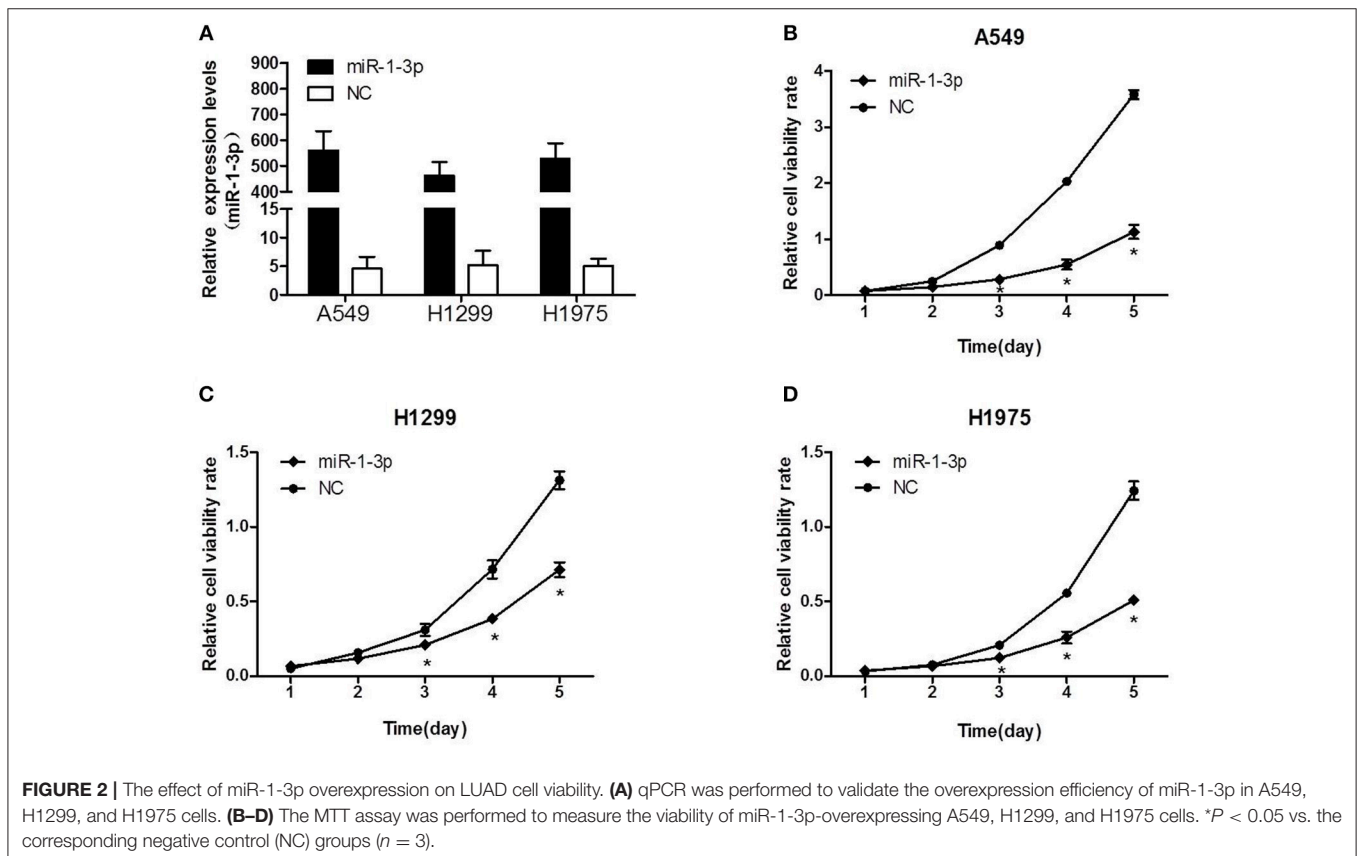 A
Relative expression levels
（miR-1-3p）
900
800
700
600
500
400
15
10
5
0
miR-1-3p
NC
A549
H1299
H1975
B
A549
Relative cell viability rate
4
3
2
1
0
miR-1-3p
NC
*
*
*
1
2
3
4
5
Time(day)
C
H1299
Relative cell viability rate
1.5
1.0
0.5
0.0
miR-1-3p
NC
*
*
*
1
2
3
4
5
Time(day)
D
H1975
Relative cell viability rate
1.5
1.0
0.5
0.0
miR-1-3p
NC
*
*
*
1
2
3
4
5
Time(day)
FIGURE 2 | The effect of miR-1-3p overexpression on LUAD cell viability. (A) qPCR was performed to validate the overexpression efficiency of miR-1-3p in A549,
H1299, and H1975 cells. (B–D) The MTT assay was performed to measure the viability of miR-1-3p-overexpressing A549, H1299, and H1975 cells. *P < 0.05 vs. the
corresponding negative control (NC) groups (n = 3).